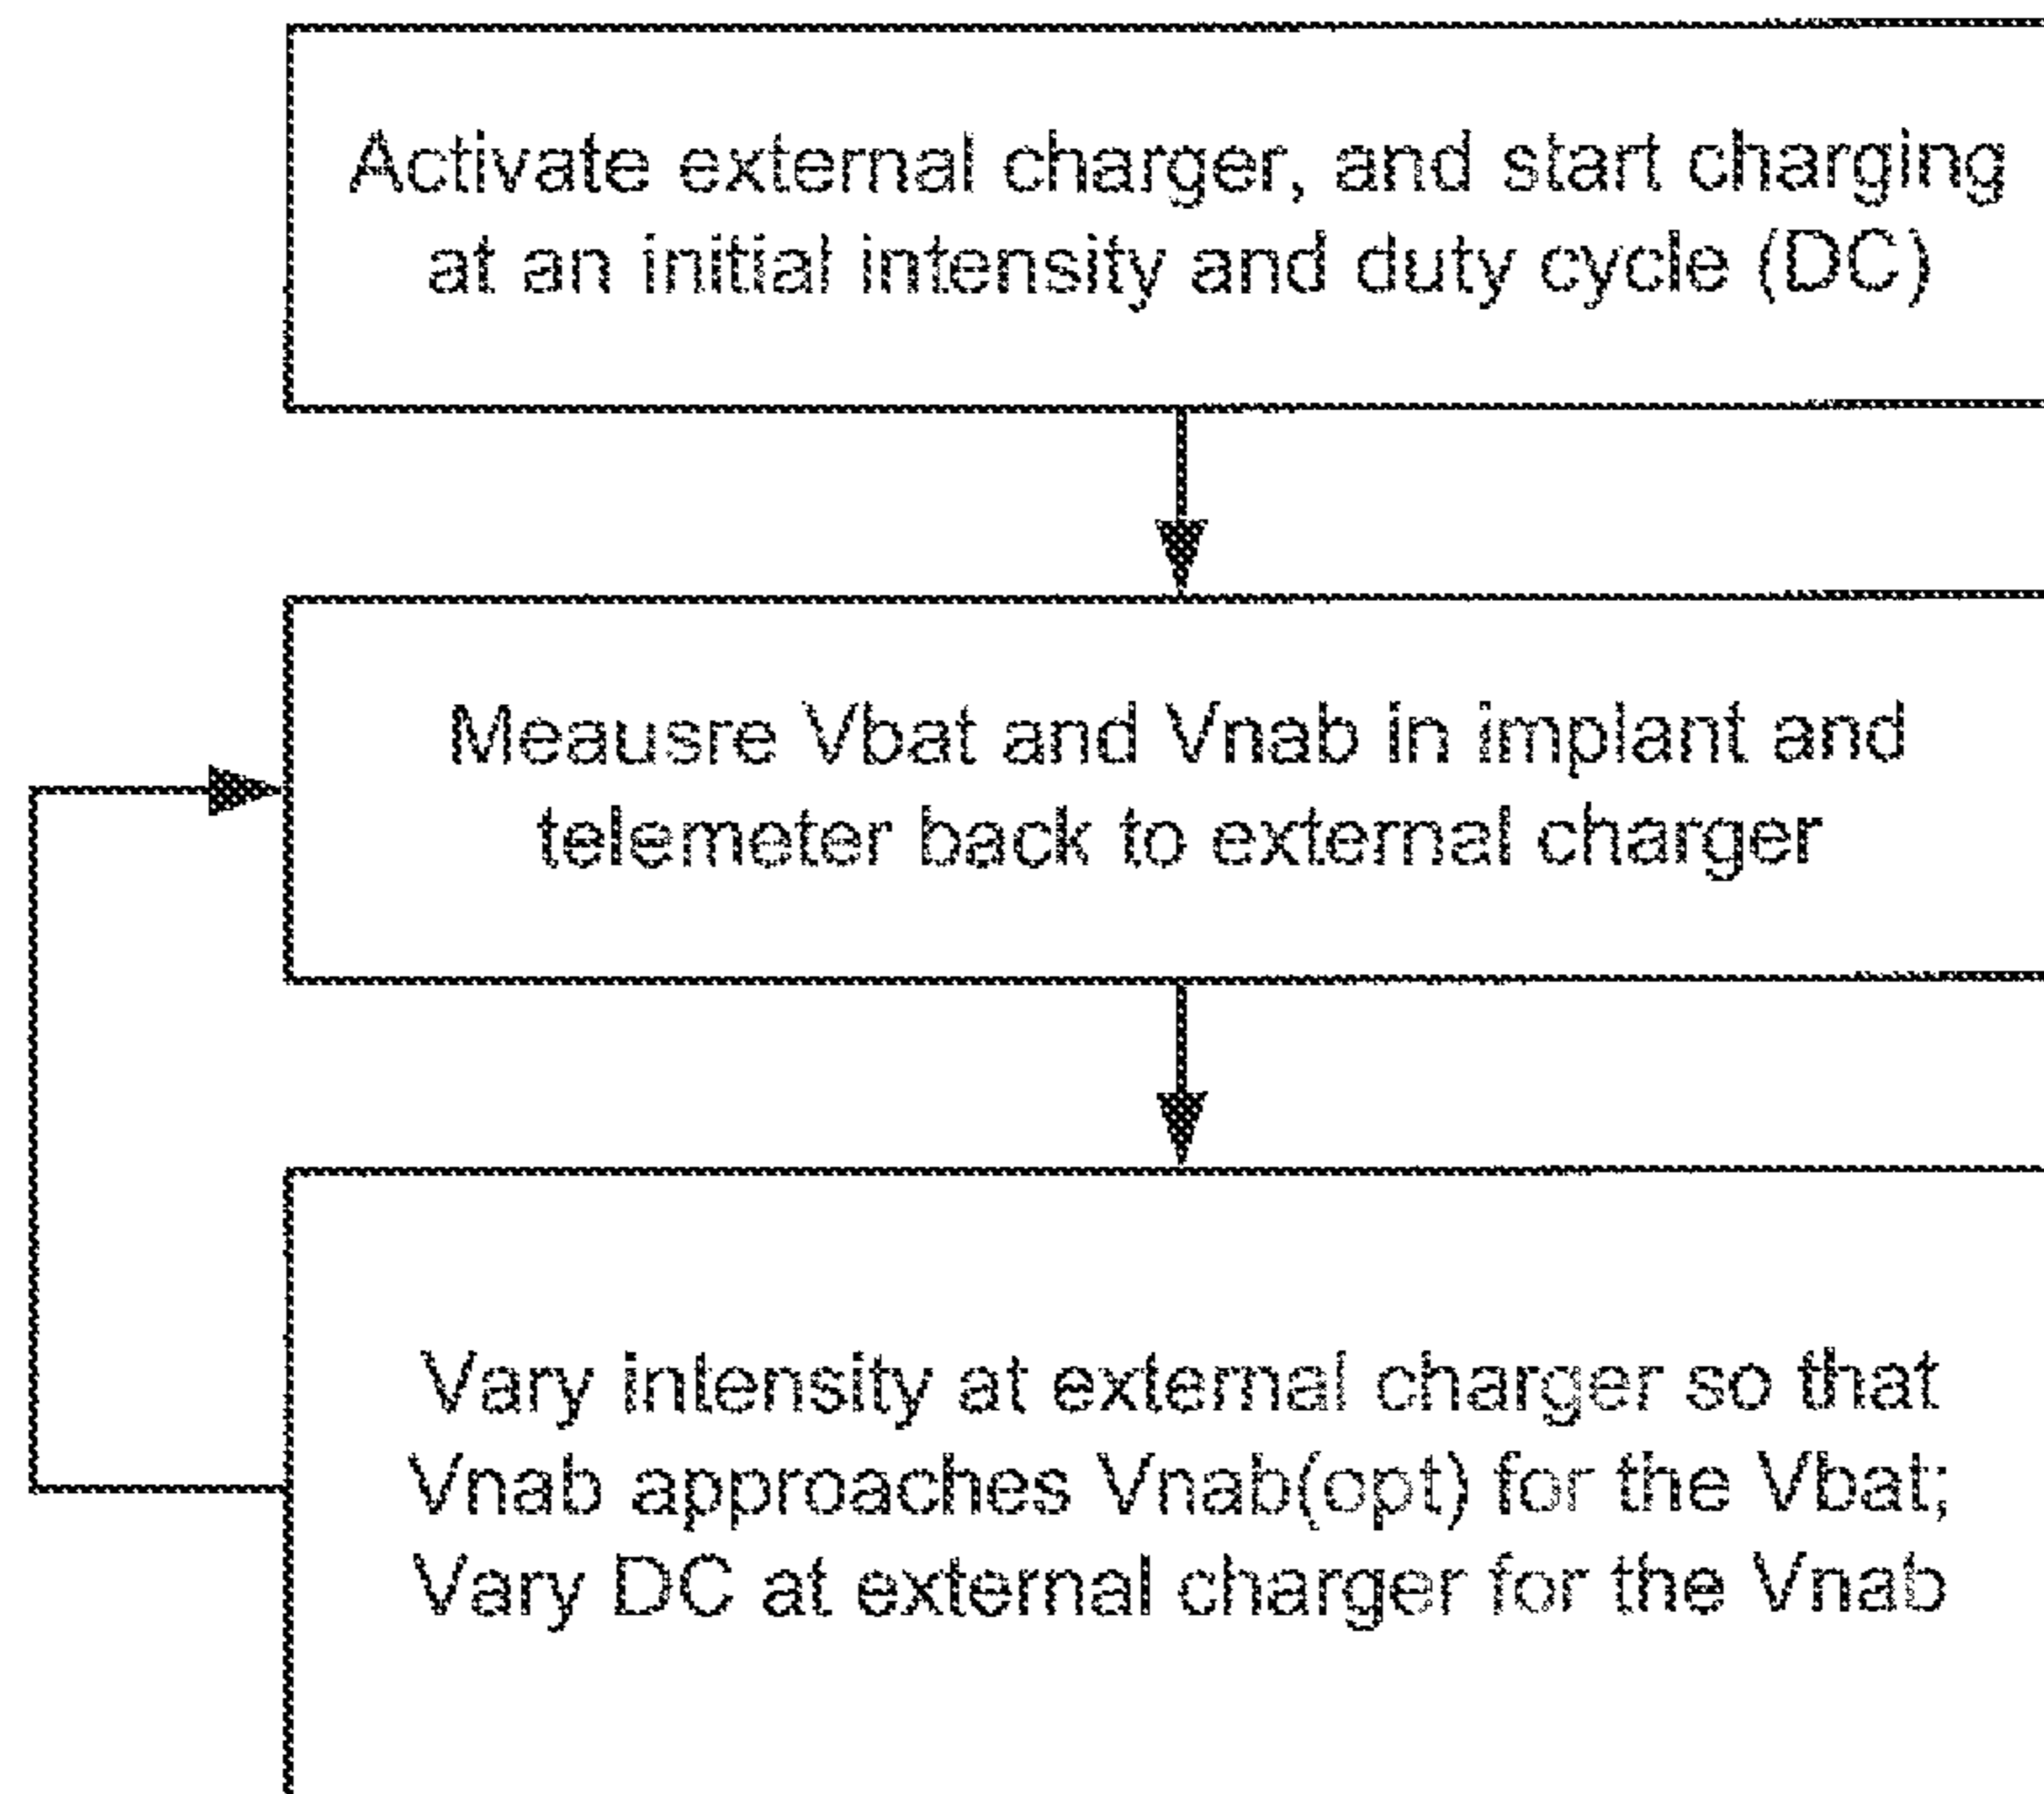 Activate external charger, and start charging
at an initial intensity and duty cycle (DC)
Meausre Vbat and Vnab in implant and
telemeter back to external charger
Vary intensity at external charger so that
Vnab approaches Vnab(opt) for the Vbat;
Vary DC at external charger for the Vnab